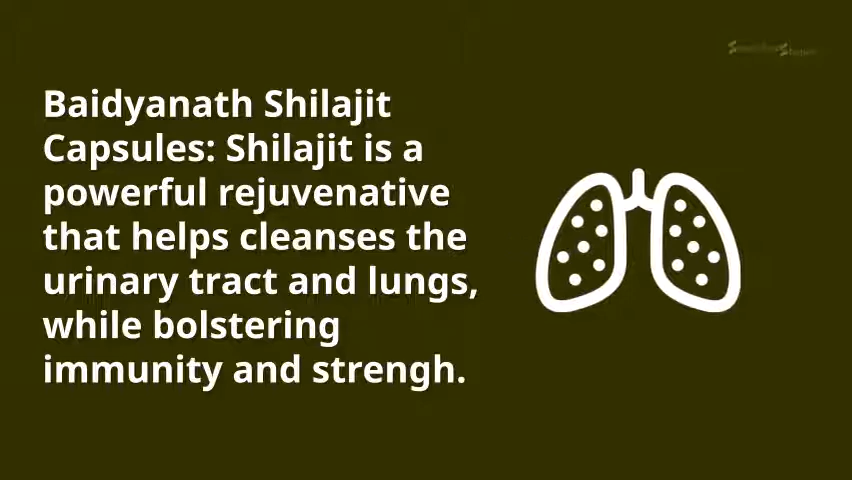 Baidyanath Shilajit
Capsules: Shilajit is a
powerful rejuvenative
that helps cleanses the
urinary tract and lungs,
while bolstering
immunity and strengh.